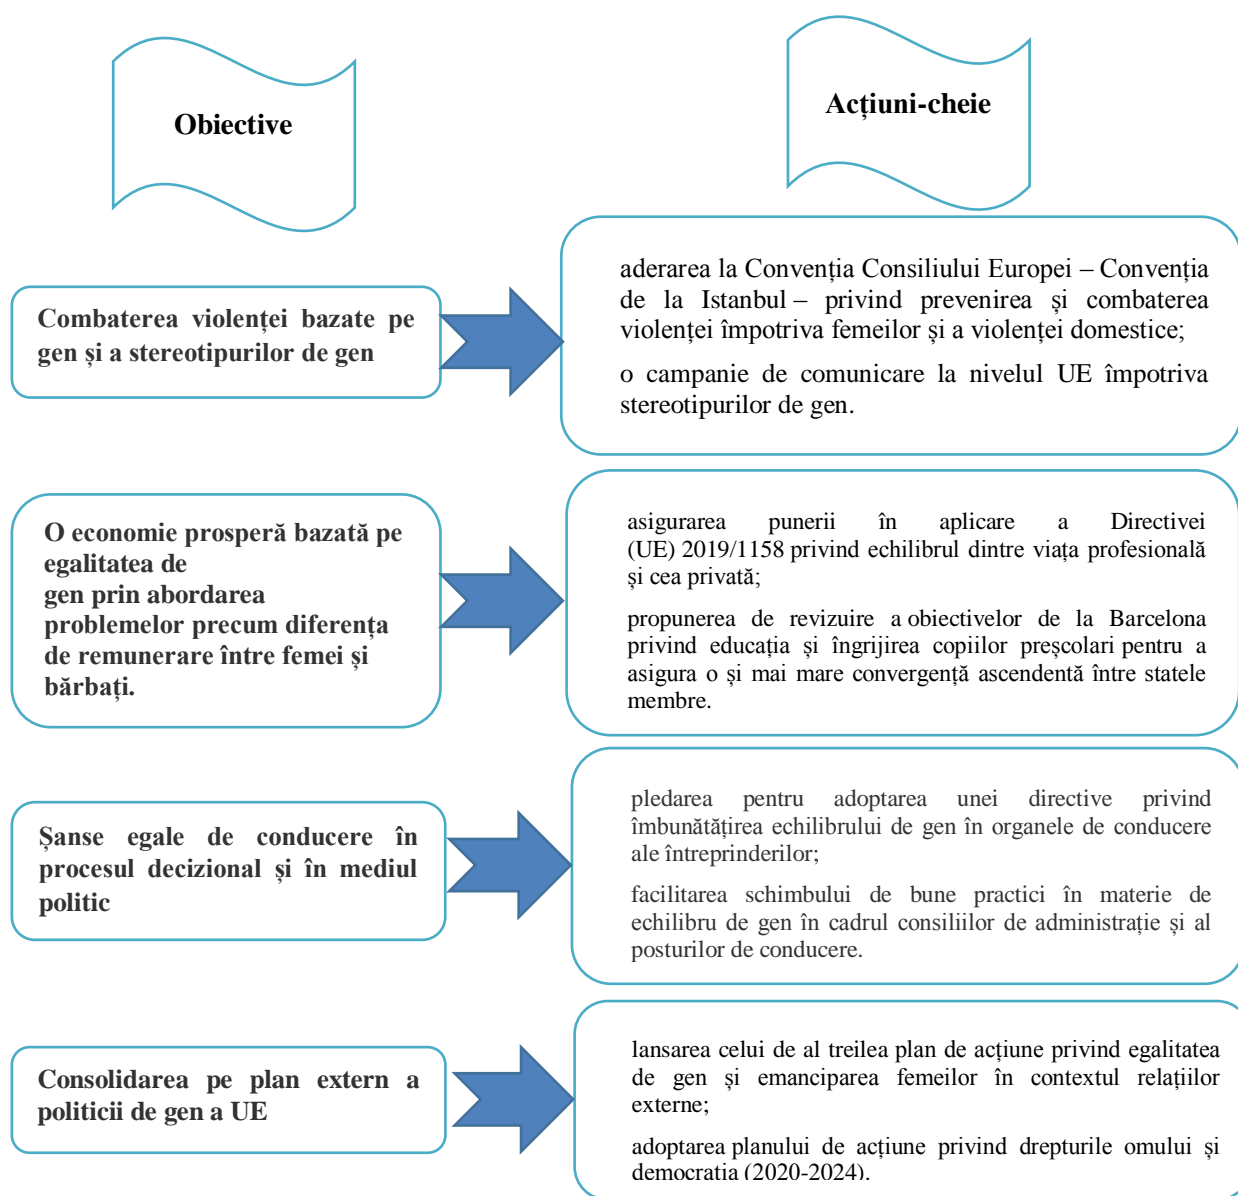 Obiective
Acțiuni-cheie
Combaterea violenței bazate pe
gen și a stereotipurilor de gen
aderarea la Convenția Consiliului Europei – Convenția
de la Istanbul – privind prevenirea și combaterea
violenței împotriva femeilor și a violenței domestice;
o campanie de comunicare la nivelul UE împotriva
stereotipurilor de gen.
O economie prosperă bazată pe
egalitatea de
gen prin abordarea
problemelor precum diferența
de remunerare între femei și
bărbați.
asigurarea punerii în aplicare a Directivei
(UE) 2019/1158 privind echilibrul dintre viața profesională
și cea privată;
propunerea de revizuire a obiectivelor de la Barcelona
privind educația și îngrijirea copiilor preșcolari pentru a
asigura o și mai mare convergență ascendentă între statele
membre.
Șanse egale de conducere în
procesul decizional și în mediul
politic
pledarea pentru adoptarea unei directive privind
îmbunătățirea echilibrului de gen în organele de conducere
ale întreprinderilor;
facilitarea schimbului de bune practici în materie de
echilibru de gen în cadrul consiliilor de administrație și al
posturilor de conducere.
Consolidarea pe plan extern a
politicii de gen a UE
lansarea celui de al treilea plan de acțiune privind egalitatea
de gen și emanciparea femeilor în contextul relațiilor
externe;
adoptarea planului de acțiune privind drepturile omului și
democrația (2020-2024).